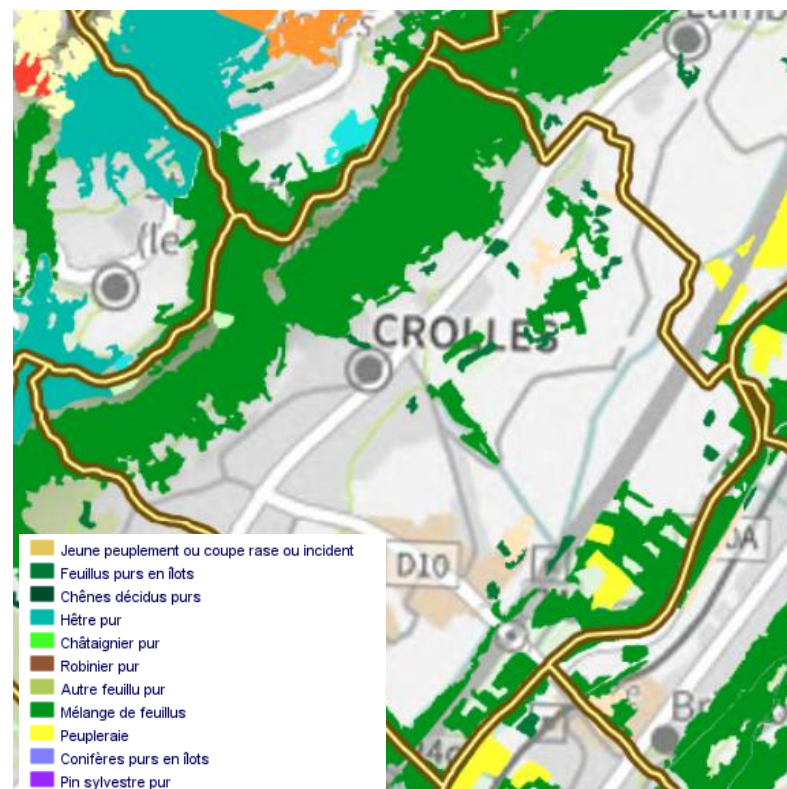 (le
CROLLES
D10
Jeune peuplement ou coupe rase ou incident
Feuillus purs en îlots
Chênes décidus purs
Hêtre pur
Châtaignier pur
Robinier pur
Autre feuillu pur
Mélange de feuillus
Peupleraie
Conifères purs en îlots
Pin sylvestre pur